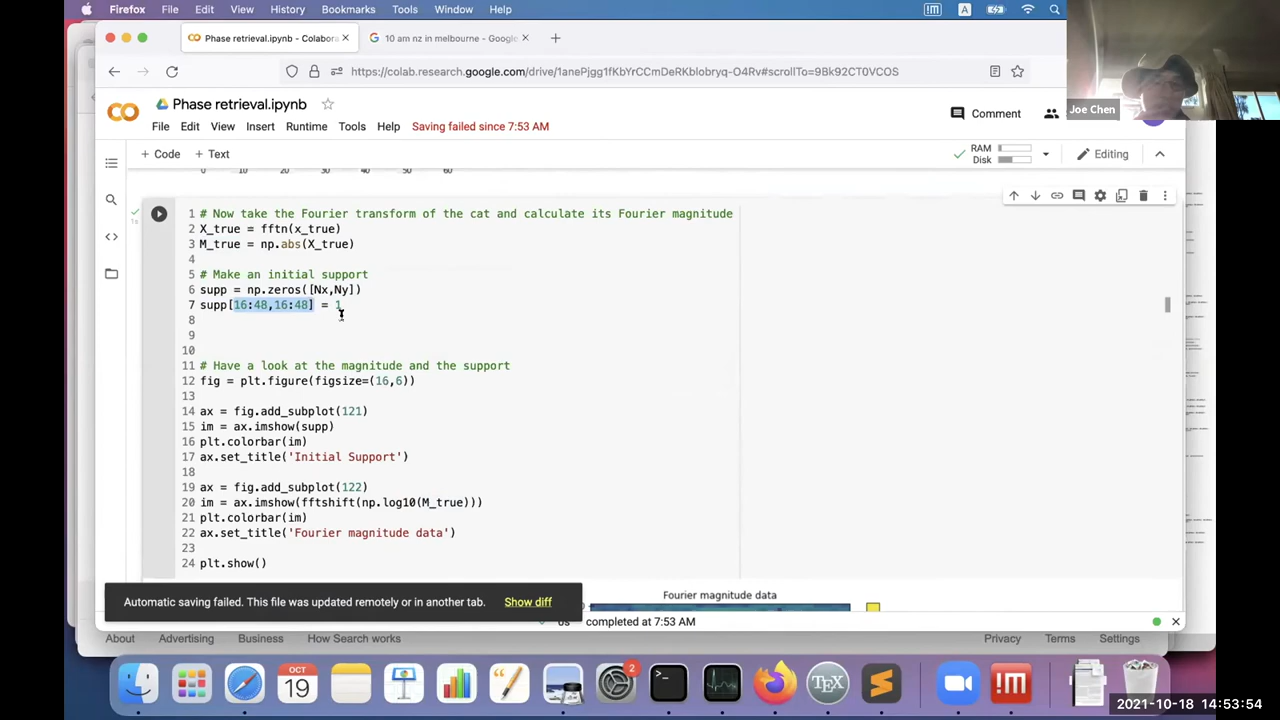 Firefox File Edit View History Bookmarks Tools Window Help
Phase retrieval.ipynb - Colabora
10 am nz in melbourne - Google
https://colab.research.google.com/drive/1anePjgg1fKbYrCCmDeRKblobryq-O4Rv#scrollTo=9Bk92CT0VCOS
Joe Chen
Phase retrieval.ipynb
Comment
File Edit View Insert Runtime Tools Help Saving failed since 7:53 AM
+ Code + Text
RAM
Disk
Editing
0 10 20 30 40 50 60
1 # Now take the Fourier transform of the cat and calculate its Fourier magnitude
2 X_true = fftn(x_true)
3 M_true = np.abs(X_true)
4
5 # Make an initial support
6 supp = np.zeros([Nx,Ny])
7 supp[16:48,16:48] = 1
8
9
10
11 # Have a look at the magnitude and the support
12 fig = plt.figure(figsize=(16,6))
13
14 ax = fig.add_subplot(121)
15 im = ax.imshow(supp)
16 plt.colorbar(im)
17 ax.set_title('Initial Support')
18
19 ax = fig.add_subplot(122)
20 im = ax.imshow(fftshift(np.log10(M_true)))
21 plt.colorbar(im)
22 ax.set_title('Fourier magnitude data')
23
24 plt.show()
Fourier magnitude data
Automatic saving failed. This file was updated remotely or in another tab. Show diff
0s completed at 7:53 AM
About Advertising Business How Search works Privacy Terms Settings
OCT
19
2
TEX
2021-10-18 14:53:54